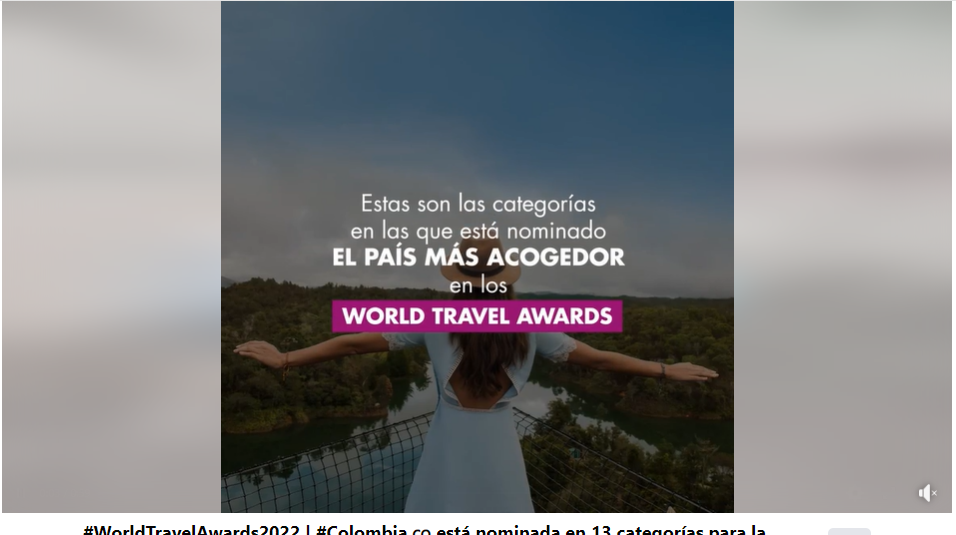 Estas son las categorías
en las que está nominado
EL PAÍS MÁS ACOGEDOR
en los
WORLD TRAVEL AWARDS
#WorldTravelAwards2022 | #Colombia co está nominada en 13 categorías para la